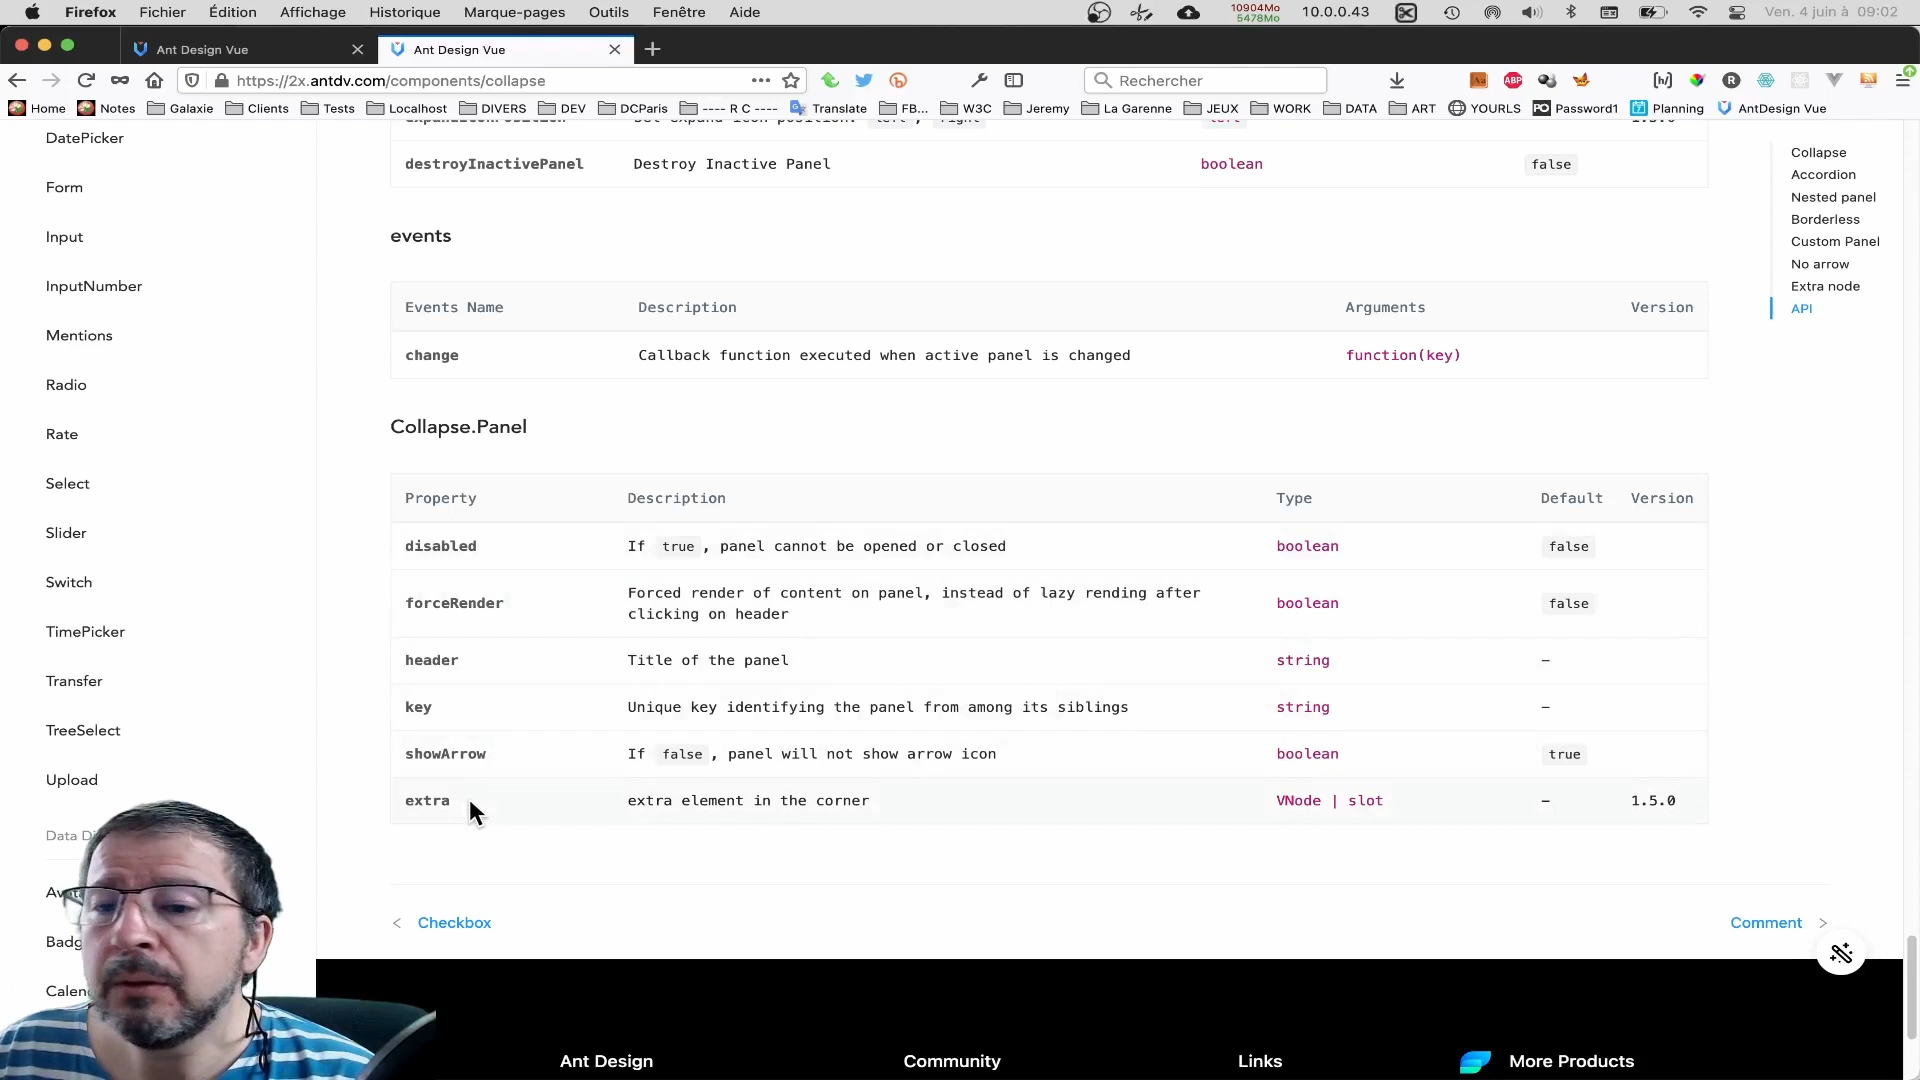 Firefox Fichier Édition Affichage Historique Marque-pages Outils Fenêtre Aide 10904Mo 5478Mo 10.0.0.43 Ven. 4 juin à 09:02
Ant Design Vue Ant Design Vue
https://2x.antdv.com/components/collapse Rechercher
Home Notes Galaxie Clients Tests Localhost DIVERS DEV DCParis ---- R C ---- Translate FB... W3C Jeremy La Garenne JEUX WORK DATA ART YOURLS Password1 Planning AntDesign Vue
DatePicker
Form
Input
InputNumber
Mentions
Radio
Rate
Select
Slider
Switch
TimePicker
Transfer
TreeSelect
Upload
destroyInactivePanel Destroy Inactive Panel boolean false
events
Events Name Description Arguments Version
change Callback function executed when active panel is changed function(key)
Collapse.Panel
Property Description Type Default Version
disabled If true, panel cannot be opened or closed boolean false
forceRender Forced render of content on panel, instead of lazy rending after
clicking on header boolean false
header Title of the panel string –
key Unique key identifying the panel from among its siblings string –
showArrow If false, panel will not show arrow icon boolean true
extra extra element in the corner VNode | slot – 1.5.0
< Checkbox Comment >
Collapse
Accordion
Nested panel
Borderless
Custom Panel
No arrow
Extra node
API
Ant Design Community Links More Products